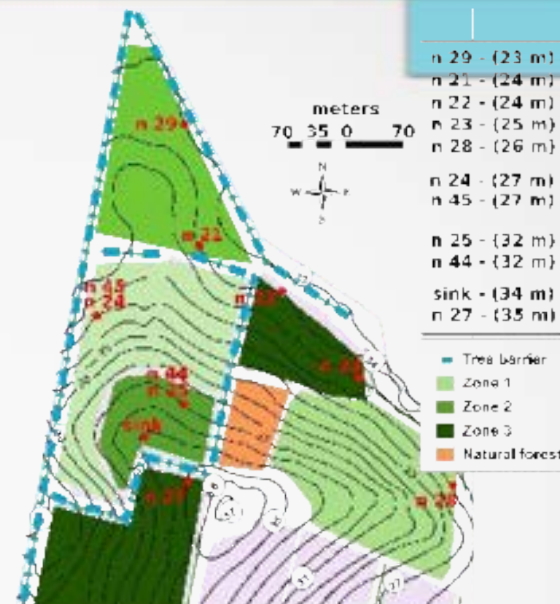 n 29 - (23 m)
n 21 - (24 m)
n 22 - (24 m)
n 23 - (25 m)
n 28 - (26 m)
n 24 - (27 m)
n 45 - (27 m)
n 25 - (32 m)
n 44 - (32 m)
sink - (34 m)
n 27 - (35 m)
meters
70 35 0 70
N
W E
S
n 29
n 21
n 45
n 24
n 44
sink
n 27
n 28
Tree barrier
Zone 1
Zone 2
Zone 3
Natural forest